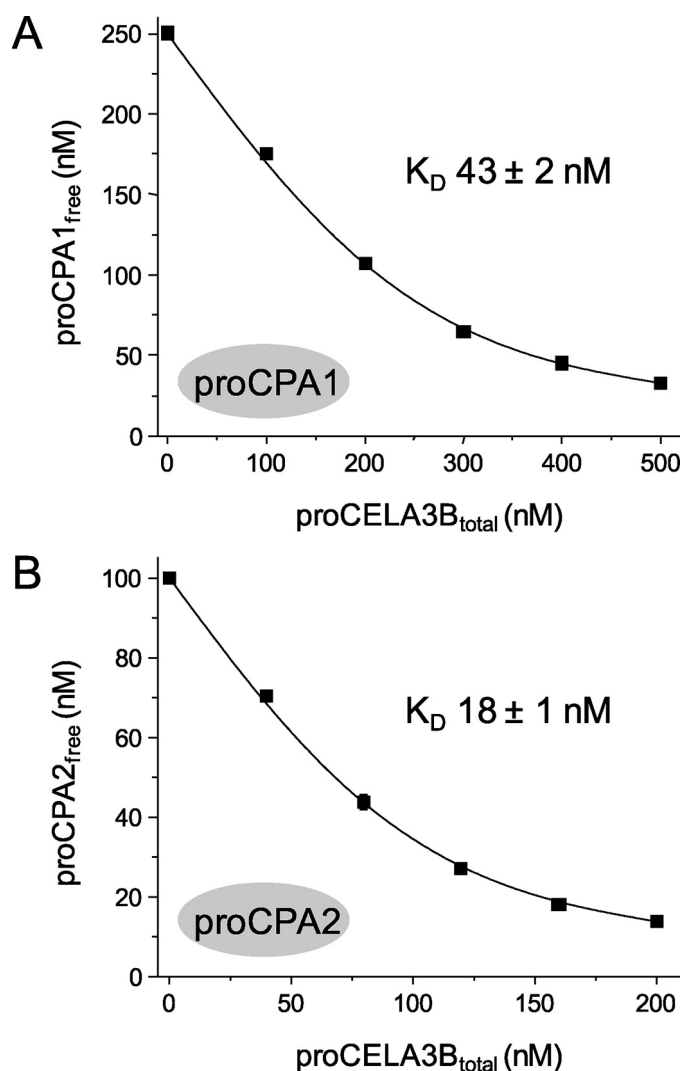 A
250
200
150
100
50
0
proCPA1free (nM)
KD 43 ± 2 nM
proCPA1
0 100 200 300 400 500
proCELA3Btotal (nM)
B
100
80
60
40
20
0
proCPA2free (nM)
KD 18 ± 1 nM
proCPA2
0 50 100 150 200
proCELA3Btotal (nM)